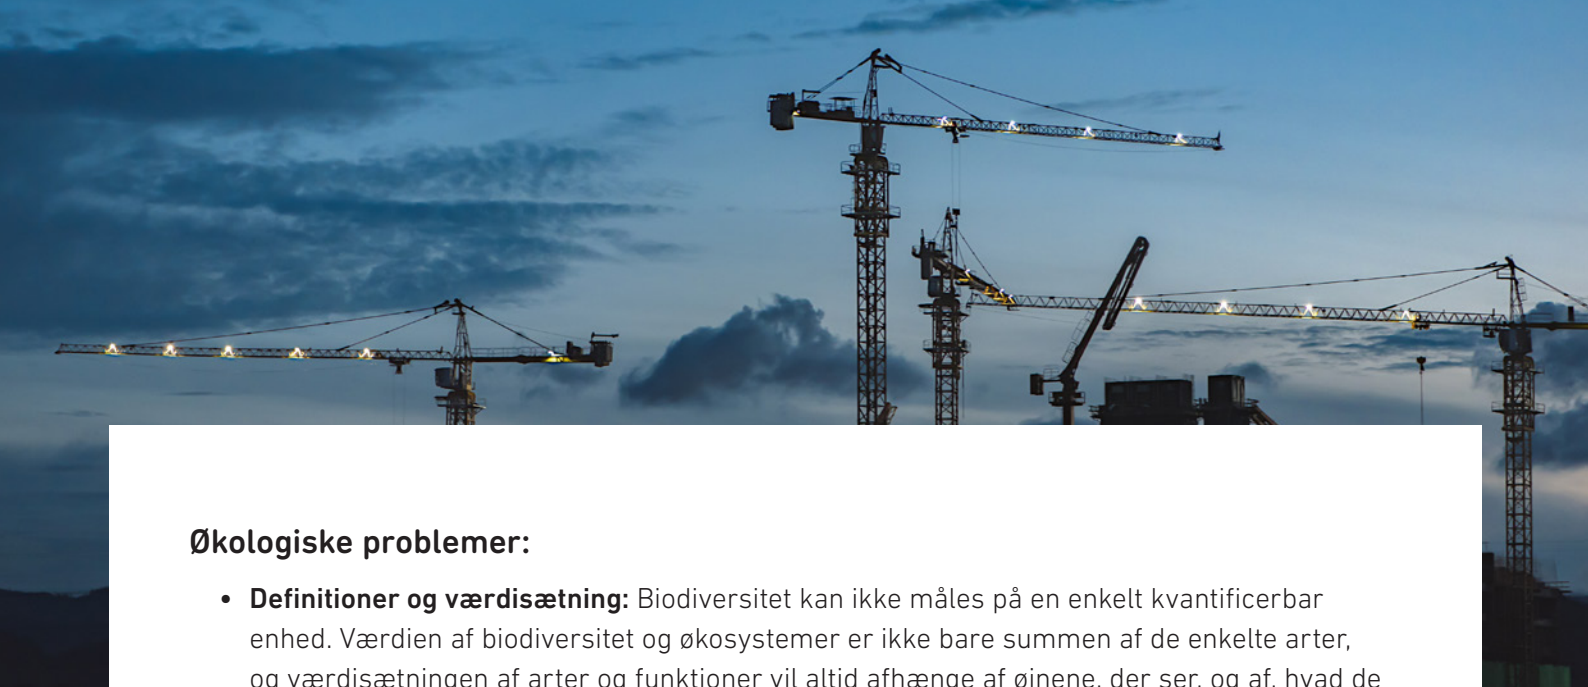 Økologiske problemer:
• Definitioner og værdisætning: Biodiversitet kan ikke måles på en enkelt kvantificerbar
enhed. Værdien af biodiversitet og økosystemer er ikke bare summen af de enkelte arter,
og værdisætningen af arter og funktioner vil altid afhænge af øjnene, der ser, og af, hvad de